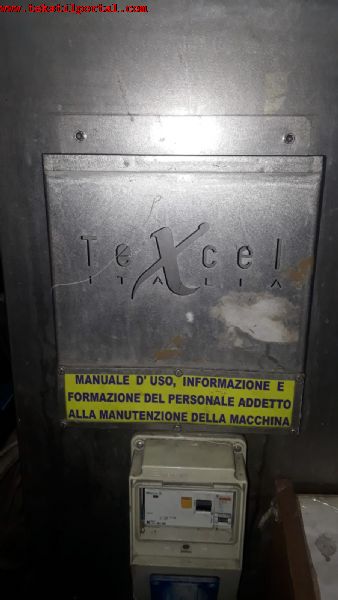 www.tekstilportal.com
TeXcel
ITALIA
MANUALE D'USO, INFORMAZIONE E
FORMAZIONE DEL PERSONALE ADDETTO
ALLA MANUTENZIONE DELLA MACCHINA